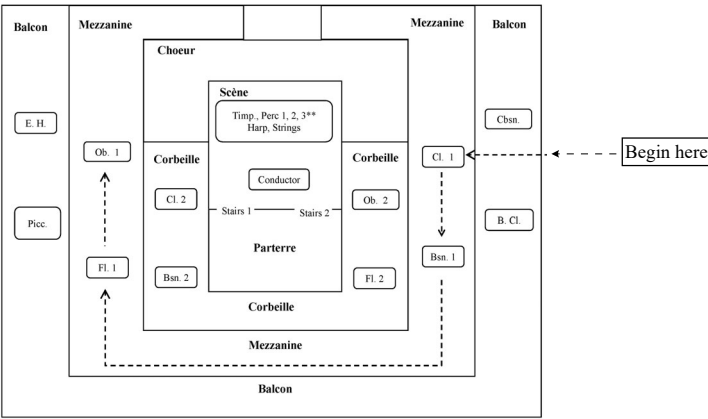 Balcon
Mezzanine
Mezzanine
Balcon
Choeur
Scène
Timp., Perc 1, 2, 3**
Harp, Strings
E. H.
Cbsn.
Ob. 1
Corbeille
Corbeille
Cl. 1
Begin here
Conductor
Cl. 2
Ob. 2
Stairs 1
Stairs 2
Picc.
B. Cl.
Parterre
Bsn. 1
Fl. 1
Bsn. 2
Fl. 2
Corbeille
Mezzanine
Balcon